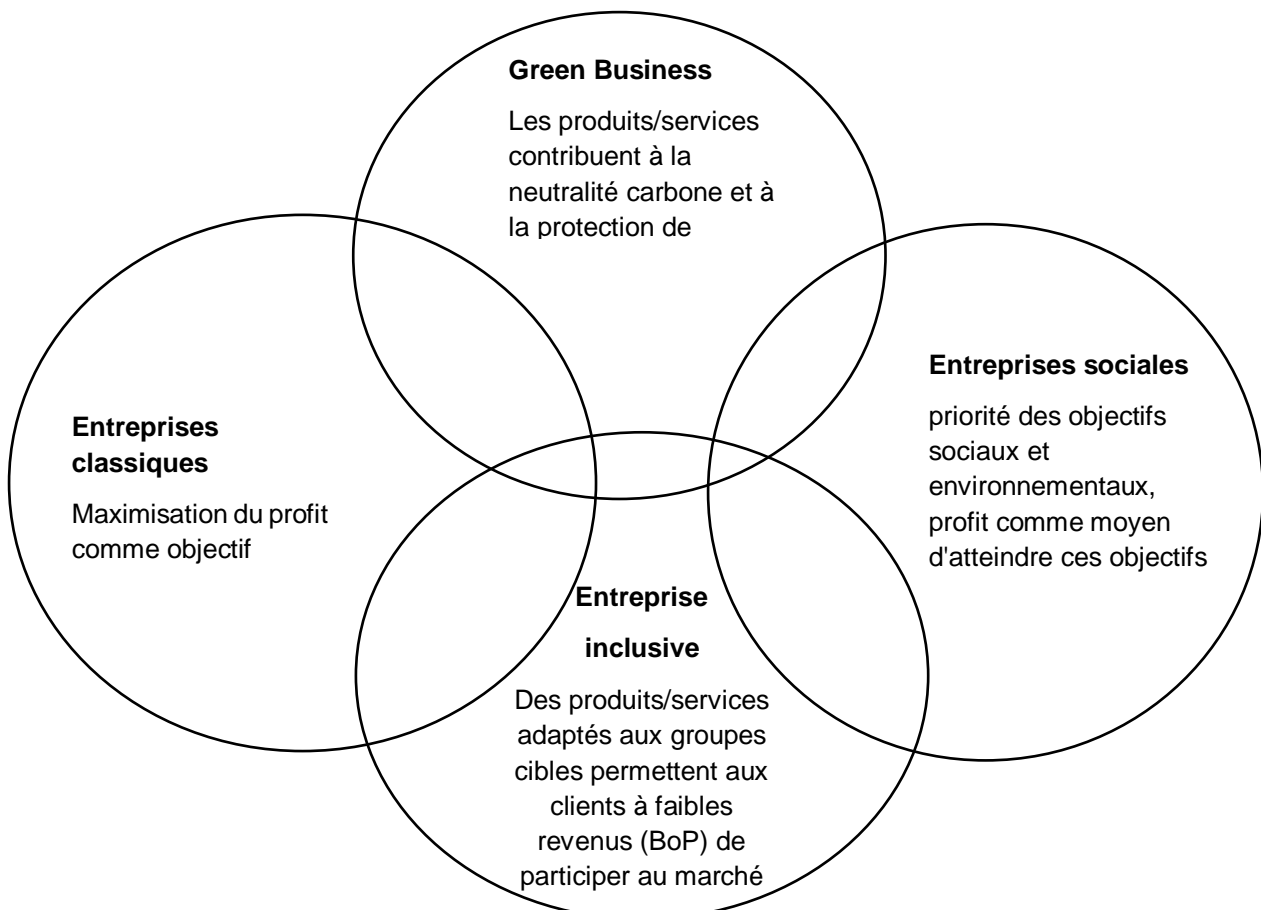 Green Business
Les produits/services
contribuent à la
neutralité carbone et à
la protection de
Entreprises sociales
priorité des objectifs
sociaux et
environnementaux,
profit comme moyen
d'atteindre ces objectifs
Entreprises
classiques
Maximisation du profit
comme objectif
Entreprise
inclusive
Des produits/services
adaptés aux groupes
cibles permettent aux
clients à faibles
revenus (BoP) de
participer au marché